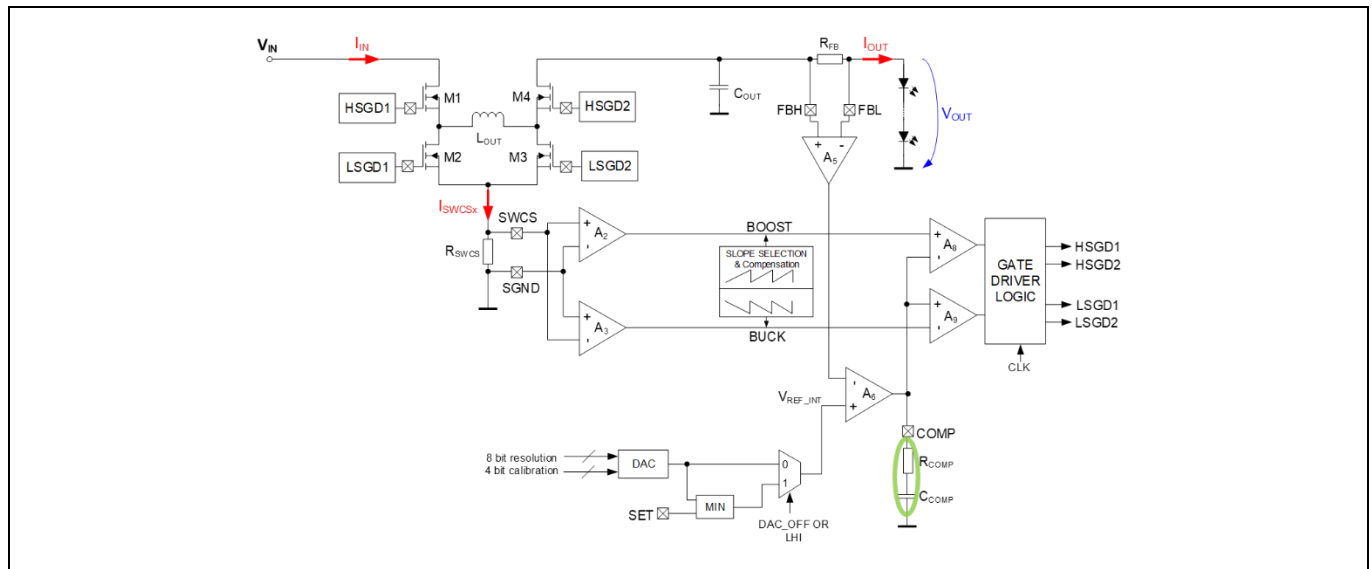 VIN
IIN
RFB
IOUT
M1
M4
HSGD1
HSGD2
COUT
FBH
FBL
VOUT
LOUT
+ -
A5
M2
M3
LSGD1
LSGD2
ISWCSx
SWCS
RSWCS
SGND
+
A2
-
BOOST
SLOPE SELECTION
& Compensation
BUCK
+
A3
-
+
A8
-
+
A9
-
GATE
DRIVER
LOGIC
HSGD1
HSGD2
LSGD1
LSGD2
CLK
-
A6
+
VREF_INT
COMP
RCOMP
CCOMP
8 bit resolution
4 bit calibration
DAC
0
1
MIN
SET
DAC_OFF OR
LHI